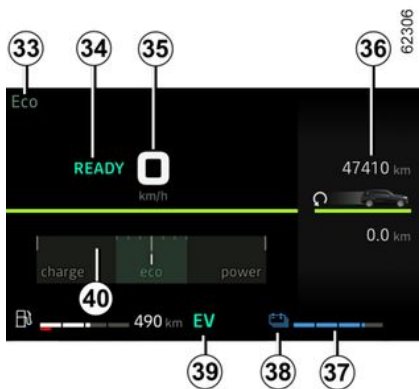 62306
33
34
35
36
Eco
READY
0
km/h
47410 km
0.0 km
charge
eco
power
40
490 km
EV
39
38
37